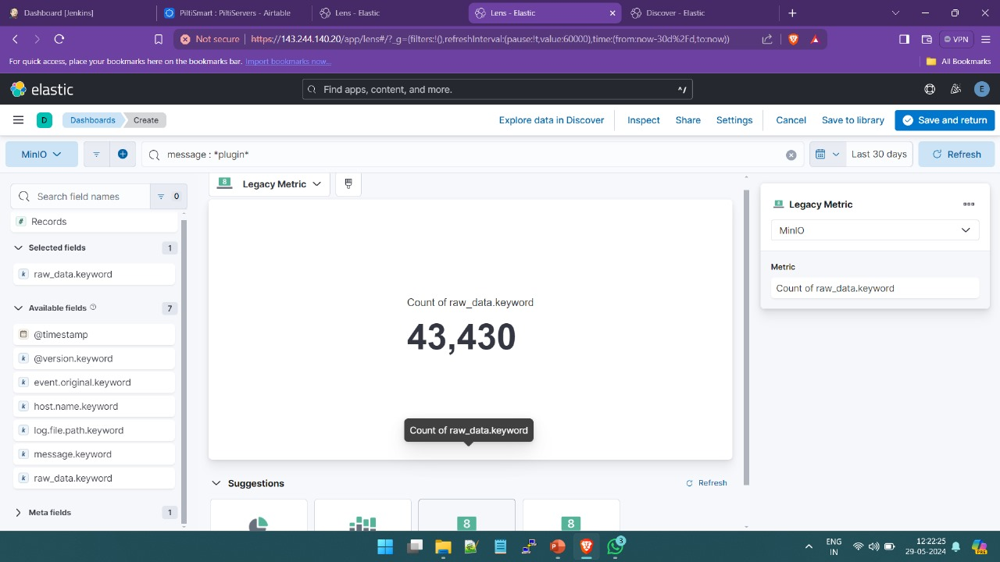 Dashboard [Jenkins]
PiltiSmart : PiltiServers - Airtable
Lens - Elastic
Lens - Elastic
Discover - Elastic
Not secure
https://143.244.140.20/app/lens#/?_g=(filters:!(),refreshInterval:(pause:!t,value:60000),time:(from:now-30d%2Fd,to:now))
VPN
For quick access, place your bookmarks here on the bookmarks bar. Import bookmarks now...
All Bookmarks
elastic
Find apps, content, and more.
^/
E
D
Dashboards
Create
Explore data in Discover
Inspect
Share
Settings
Cancel
Save to library
Save and return
MinIO
message : *plugin*
Last 30 days
Refresh
Search field names
0
# Records
Selected fields
1
k raw_data.keyword
Available fields
7
@timestamp
k @version.keyword
k event.original.keyword
k host.name.keyword
k log.file.path.keyword
k message.keyword
k raw_data.keyword
Meta fields
1
8 Legacy Metric
Count of raw_data.keyword
43,430
Count of raw_data.keyword
Suggestions
Refresh
8
8
8 Legacy Metric
MinIO
Metric
Count of raw_data.keyword
3
ENG
IN
12:22:25
29-05-2024
PRE